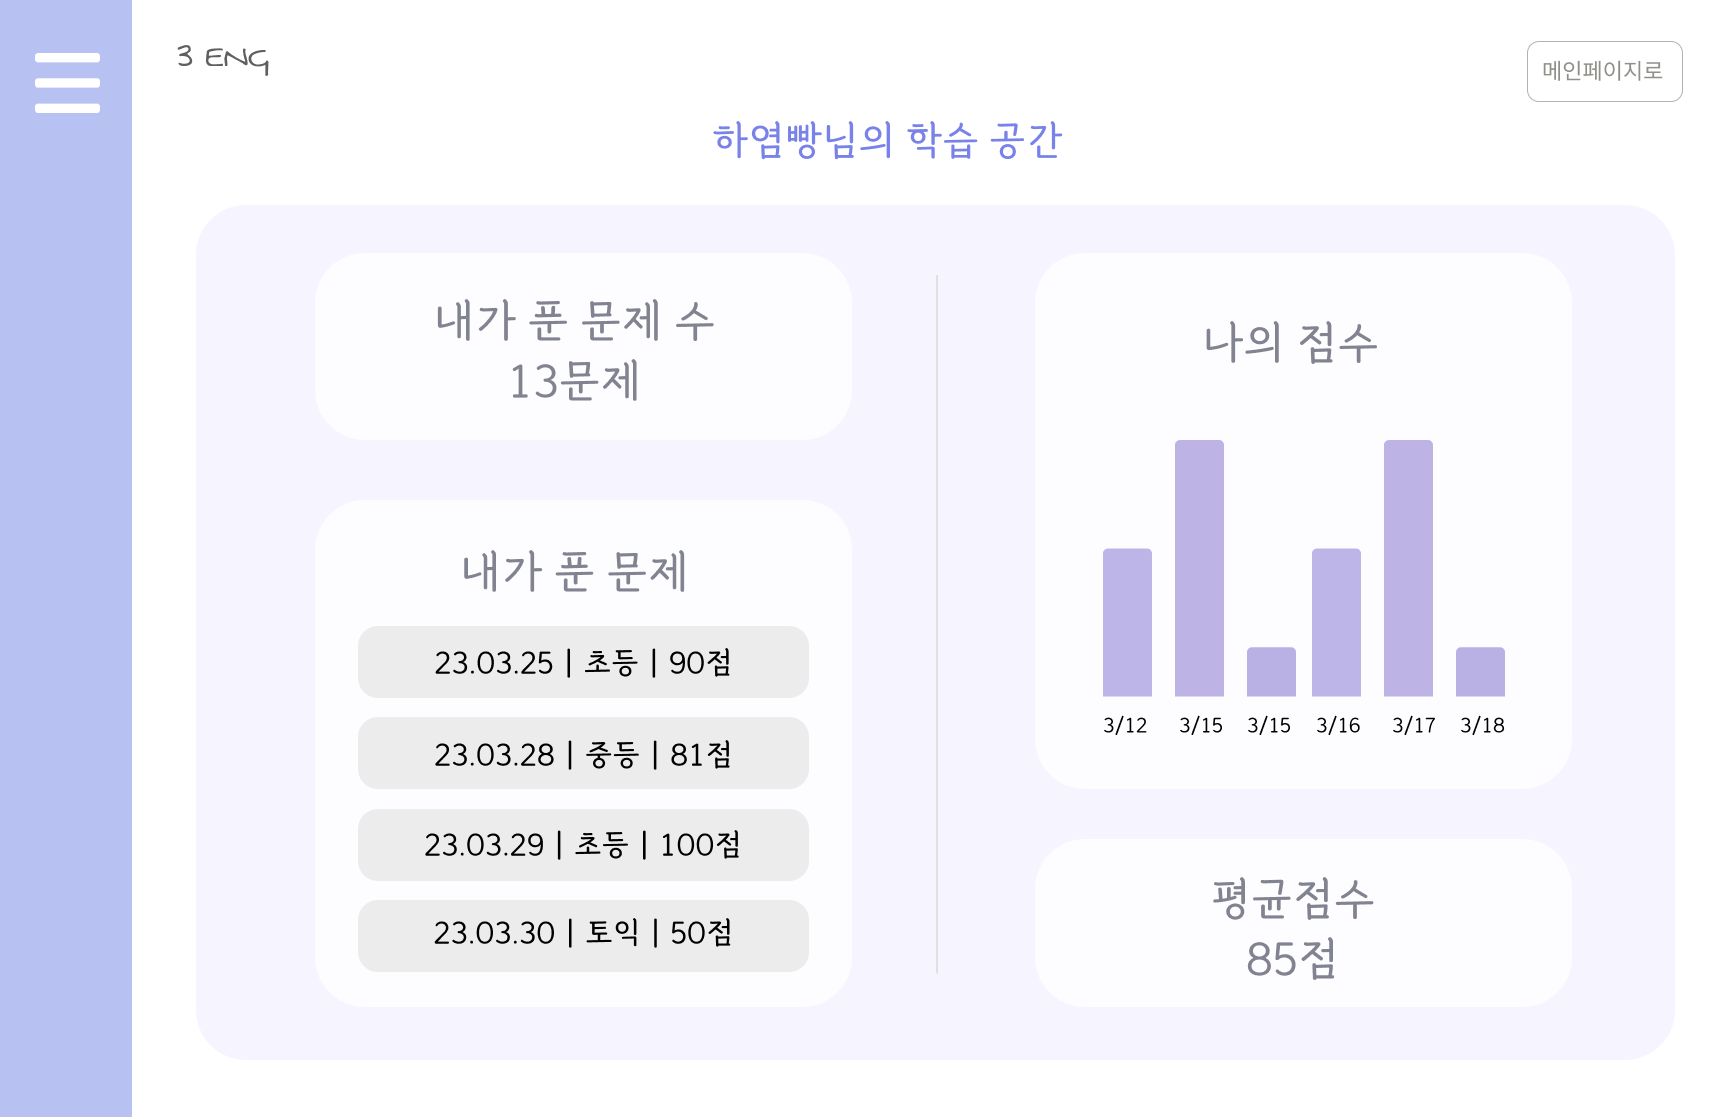 3 ENG
메인페이지로
하염빵님의 학습 공간
내가 푼 문제 수
13문제
내가 푼 문제
23.03.25 | 초등 | 90점
23.03.28 | 중등 | 81점
23.03.29 | 초등 | 100점
23.03.30 | 토익 | 50점
나의 점수
3/12 3/15 3/15 3/16 3/17 3/18
평균점수
85점